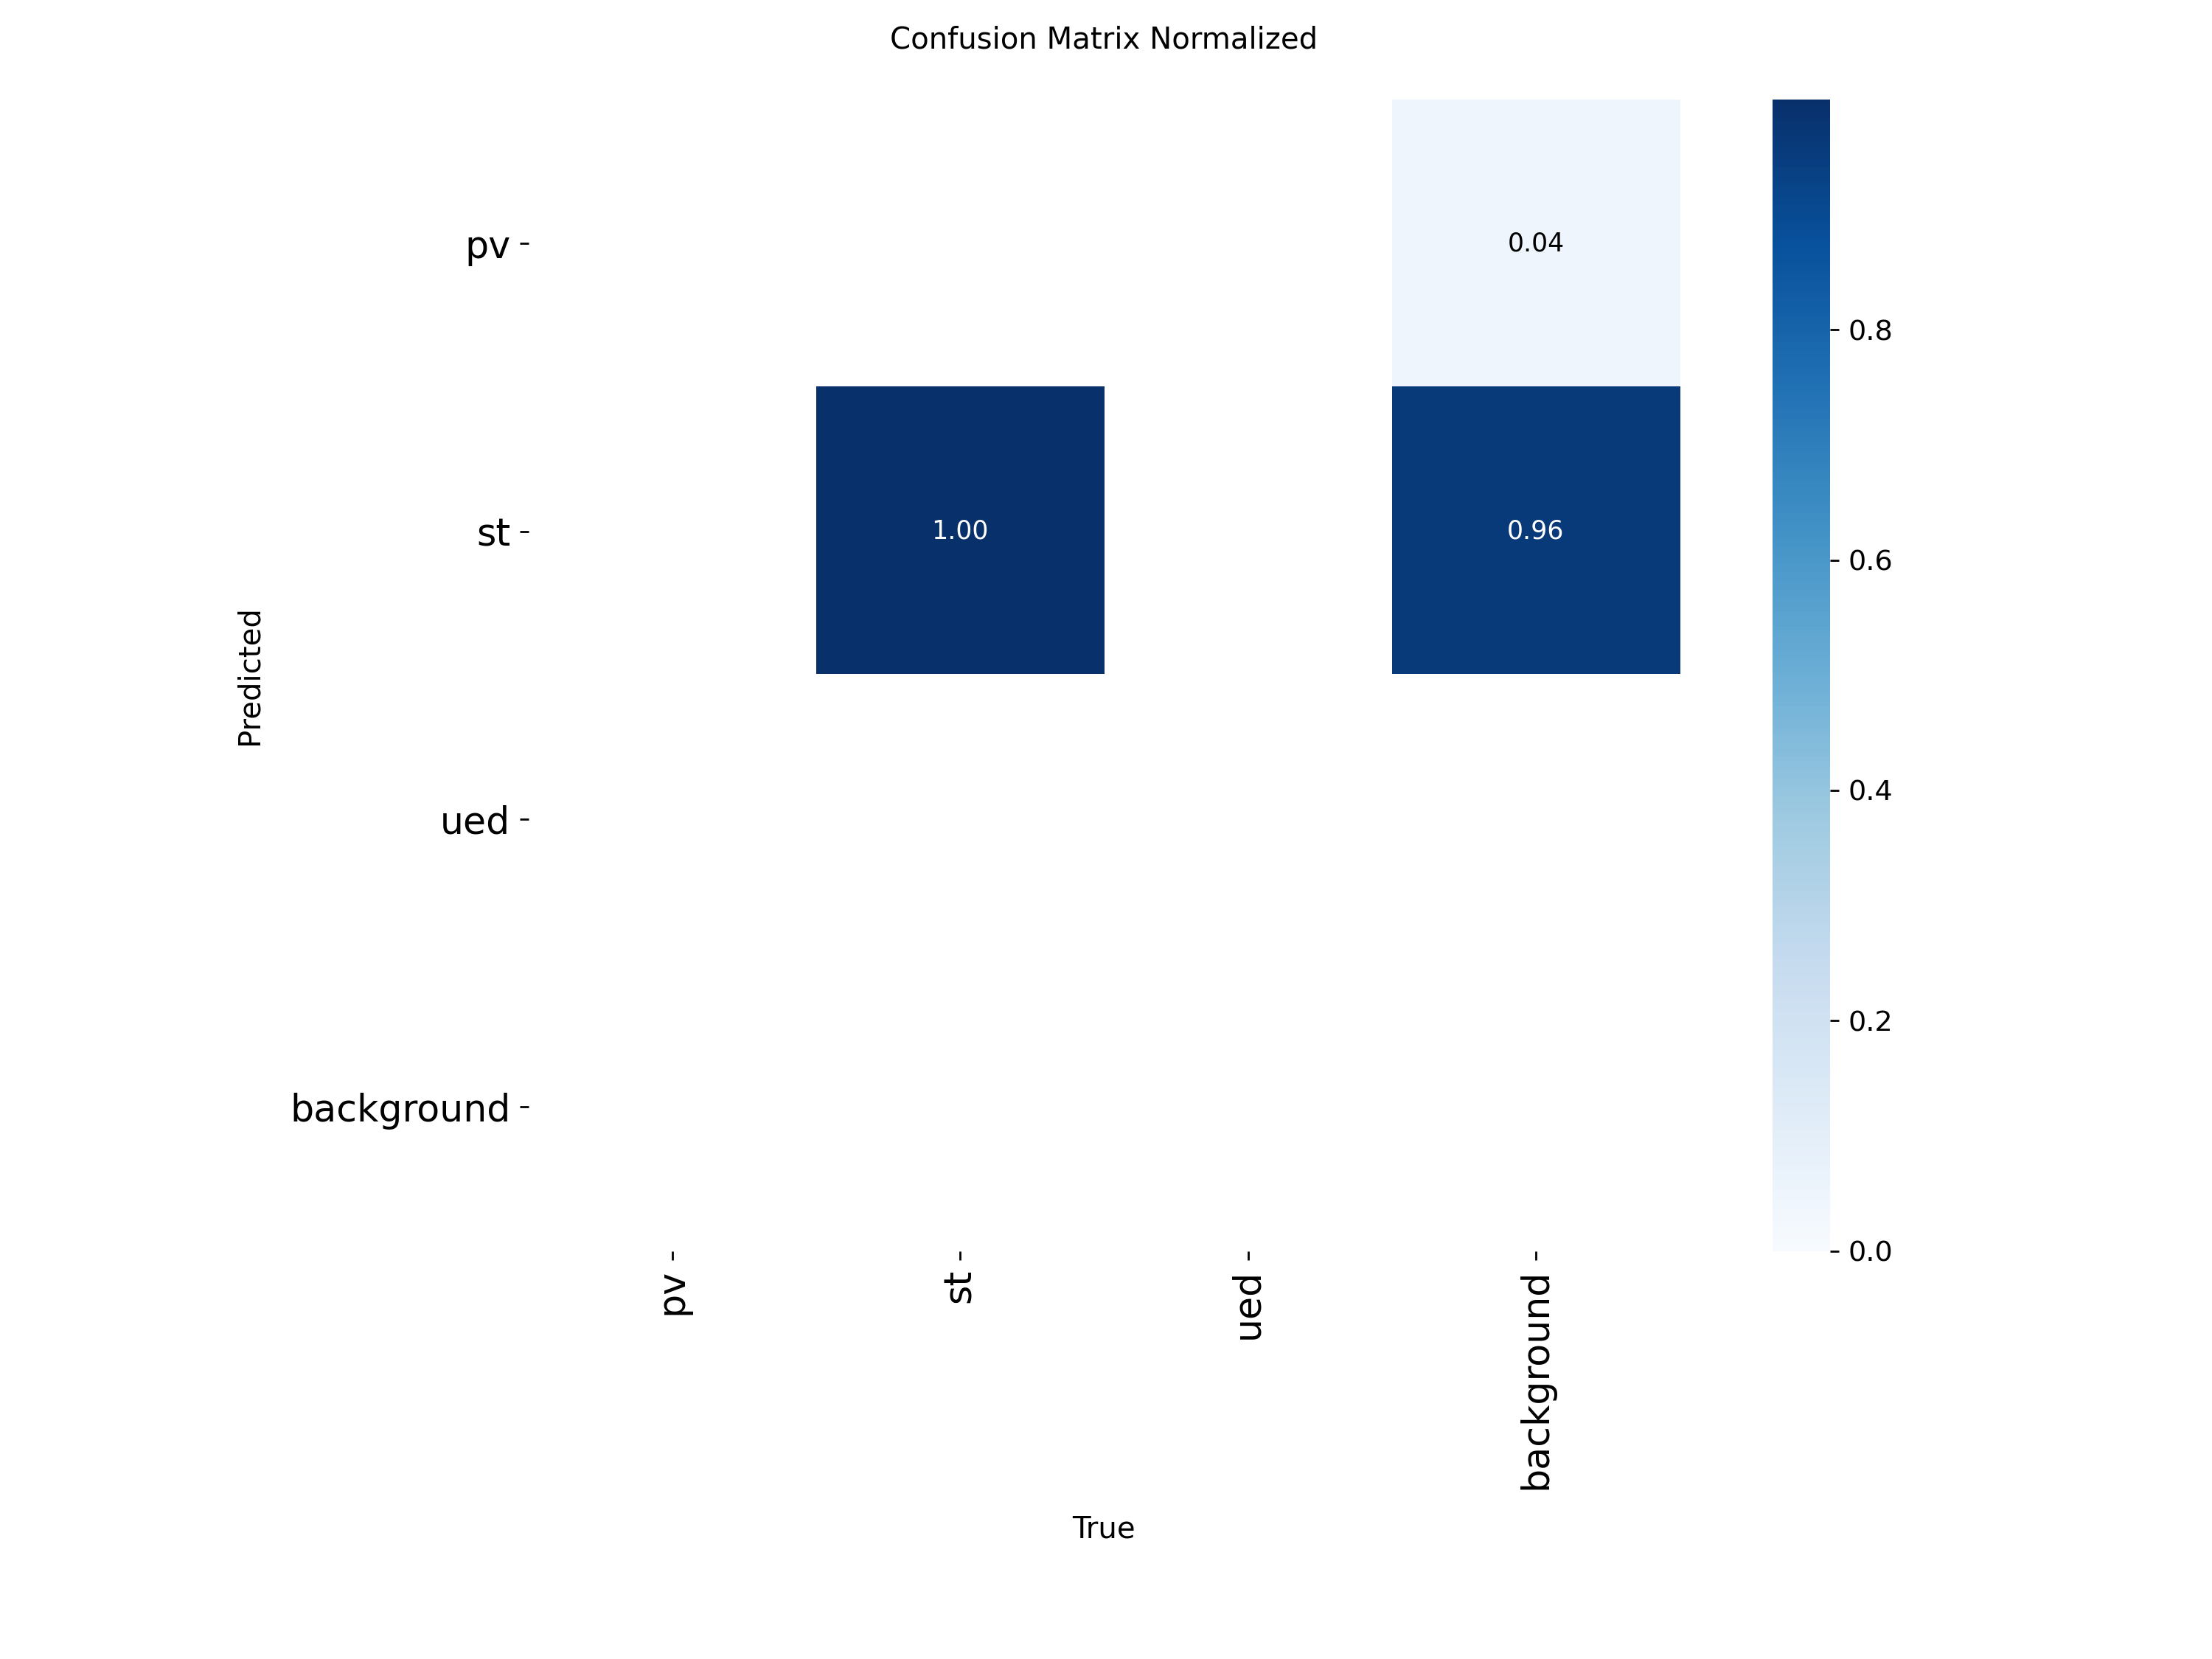 Confusion Matrix Normalized
pv
0.04
0.8
st
1.00
0.96
0.6
Predicted
ued
0.4
background
0.2
0.0
pv
st
ued
background
True